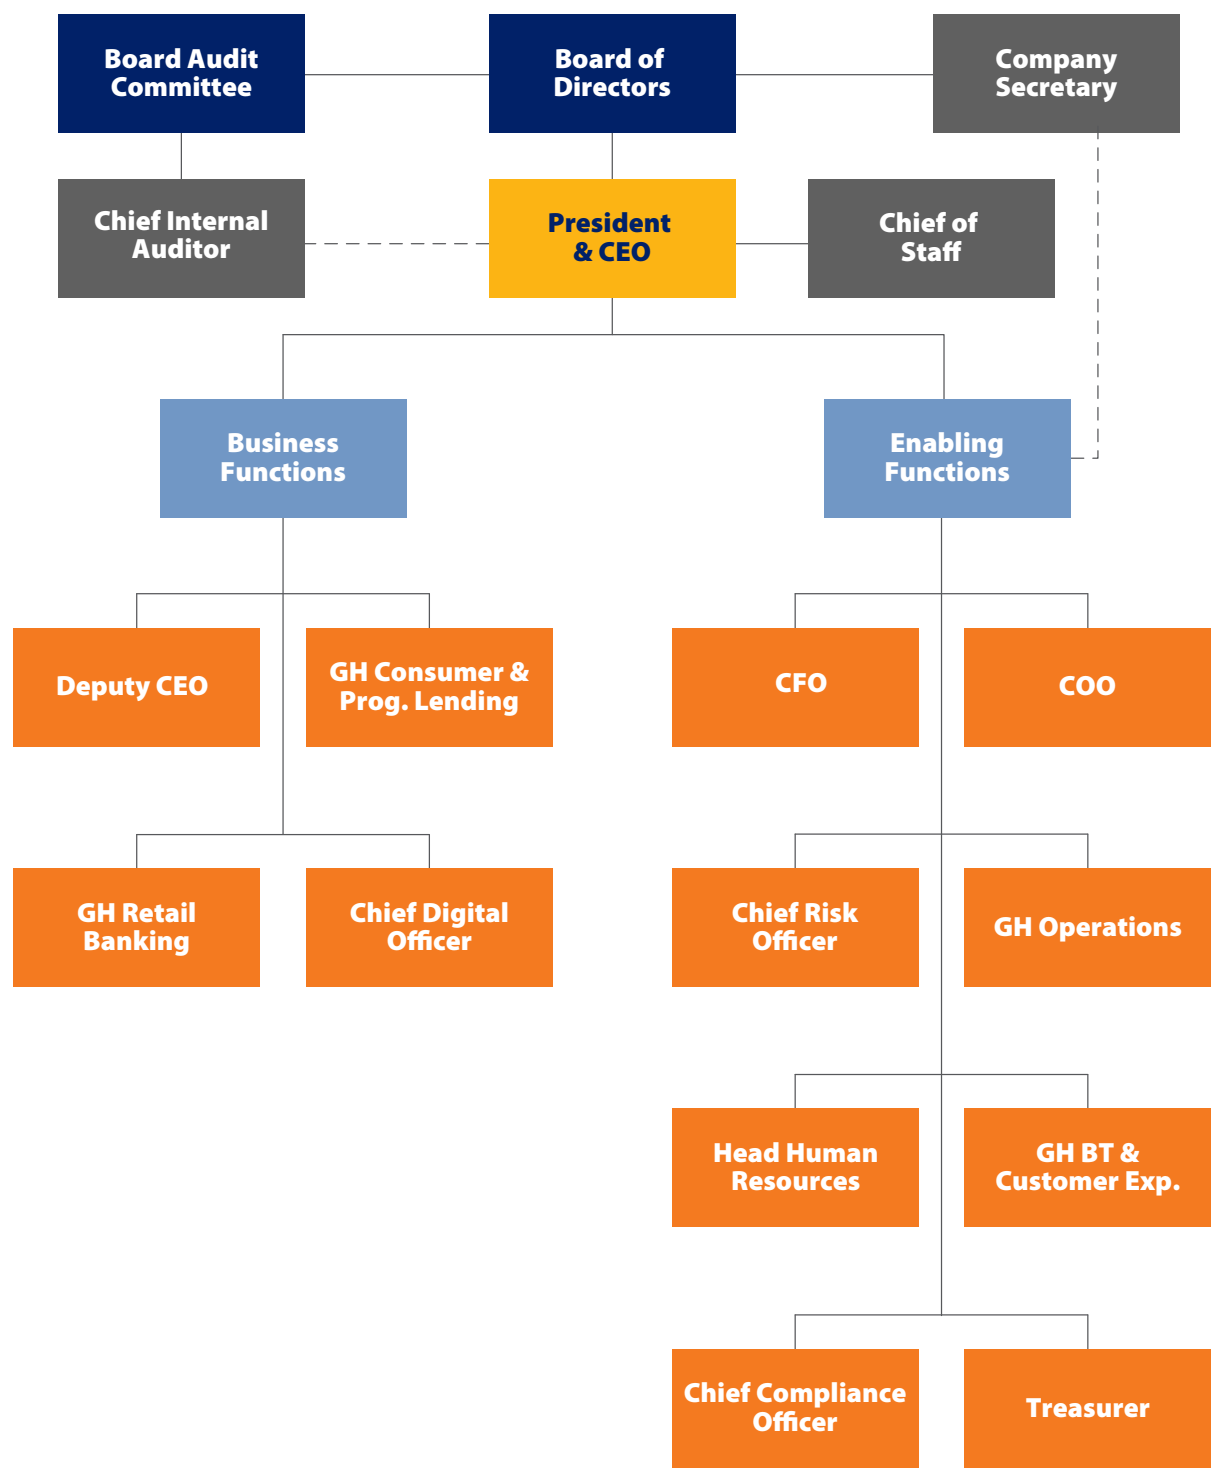 Board Audit
Committee
Board of
Directors
Company
Secretary
Chief Internal
Auditor
President
& CEO
Chief of
Staff
Business
Functions
Enabling
Functions
Deputy CEO
GH Consumer &
Prog. Lending
CFO
COO
GH Retail
Banking
Chief Digital
Officer
Chief Risk
Officer
GH Operations
Head Human
Resources
GH BT &
Customer Exp.
Chief Compliance
Officer
Treasurer